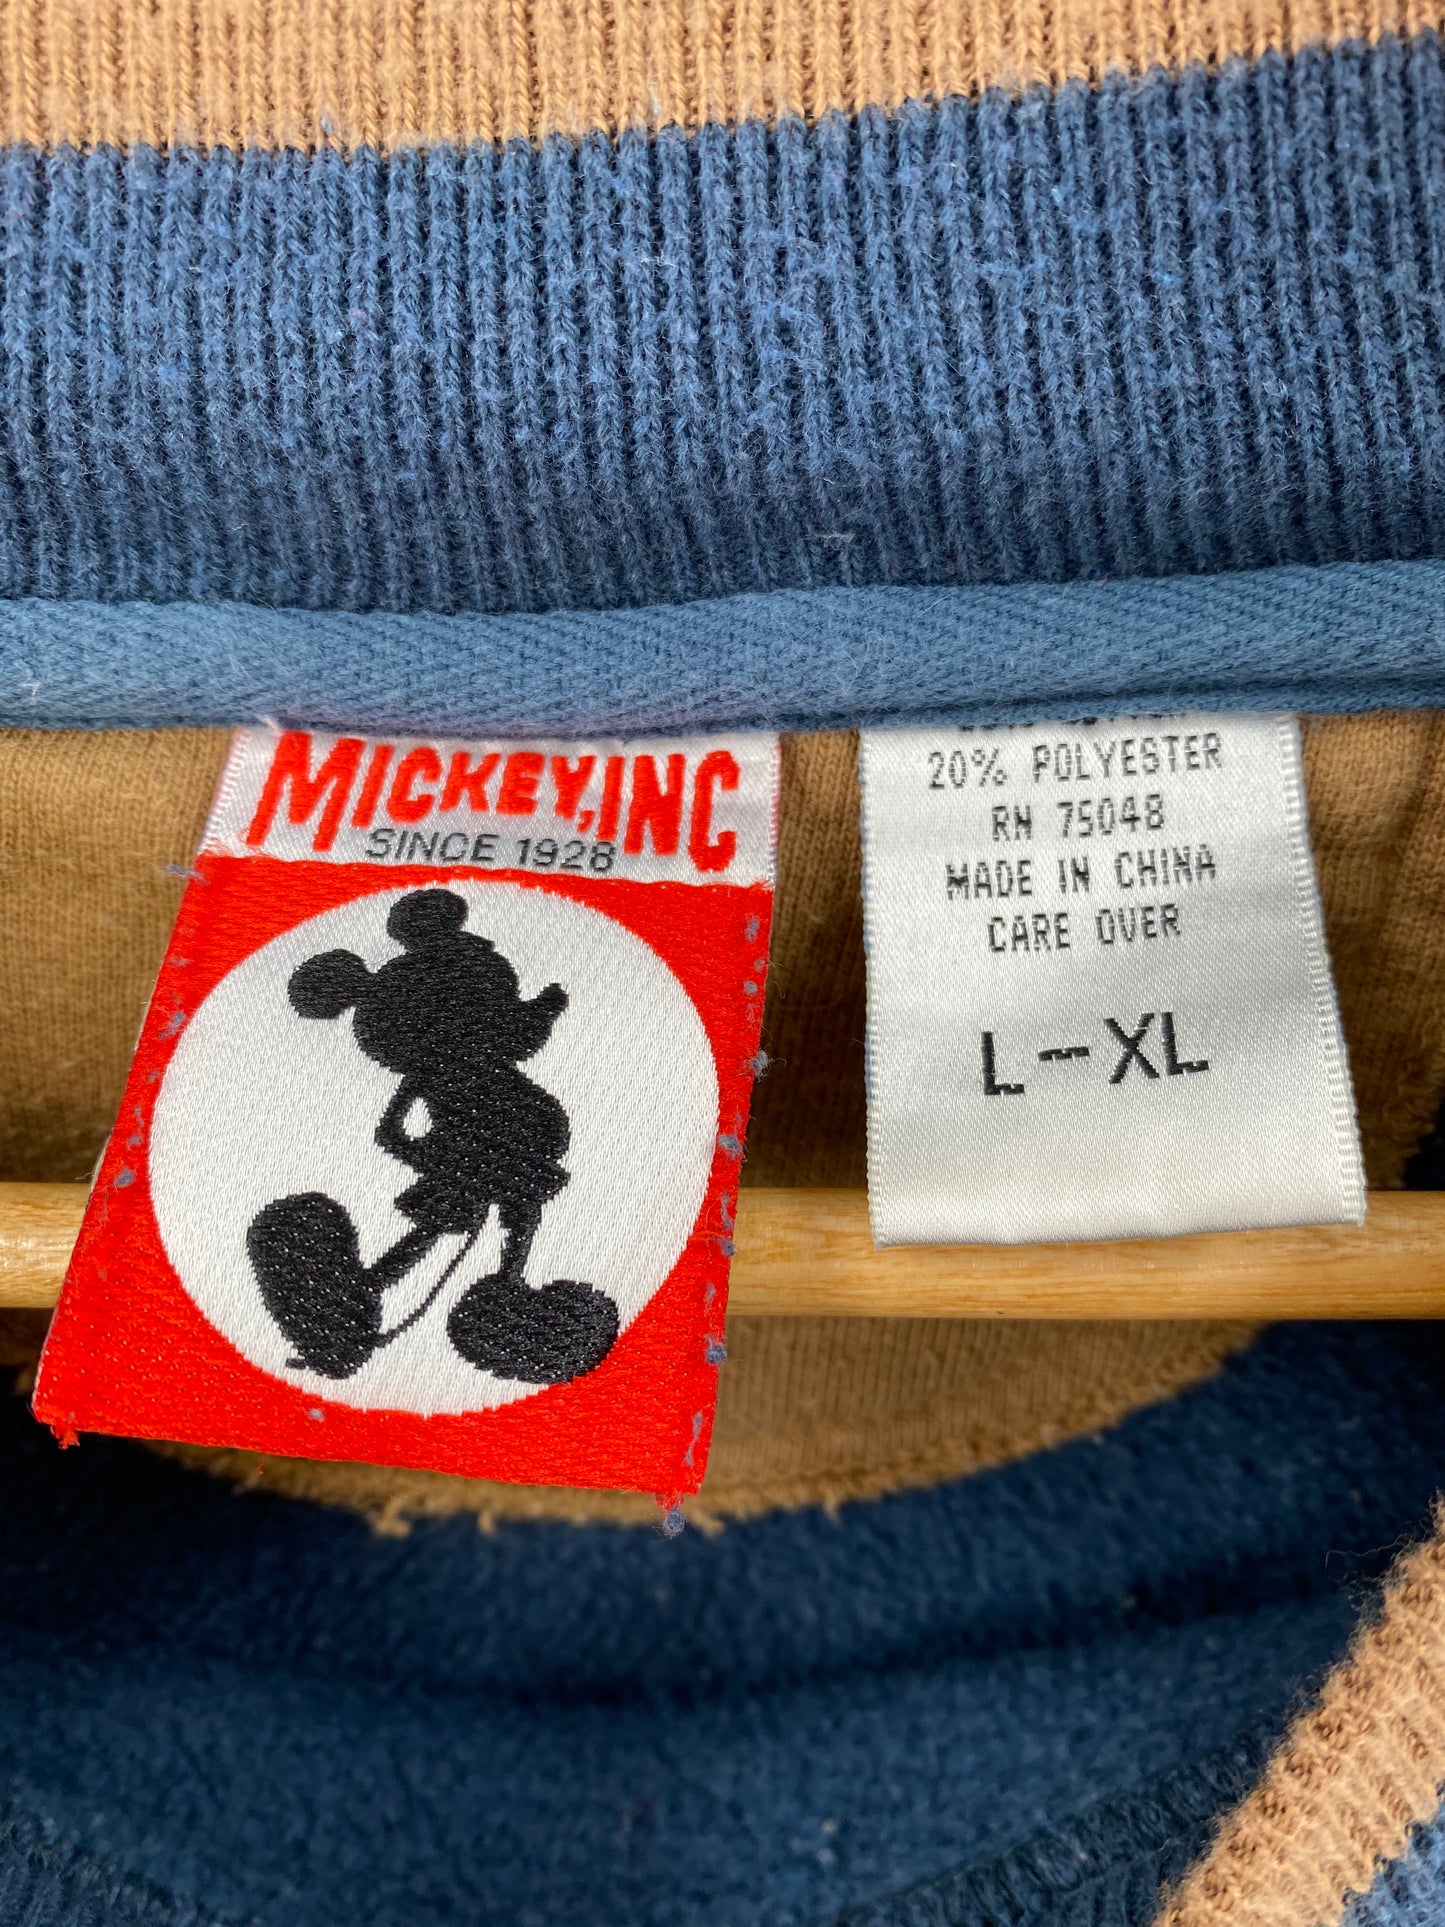 MICKEY, INC
SINCE 1928
20% POLYESTER
RN 75048
MADE IN CHINA
CARE OVER
L-XL